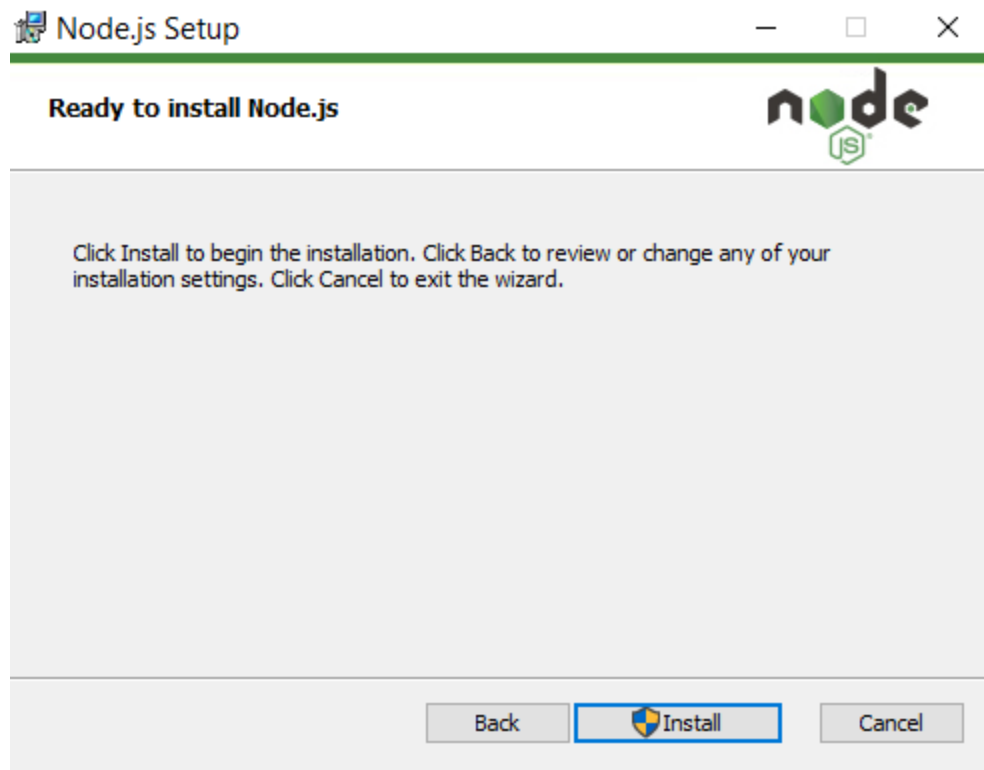 Node.js Setup
Ready to install Node.js
node
JS
Click Install to begin the installation. Click Back to review or change any of your
installation settings. Click Cancel to exit the wizard.
Back
Install
Cancel